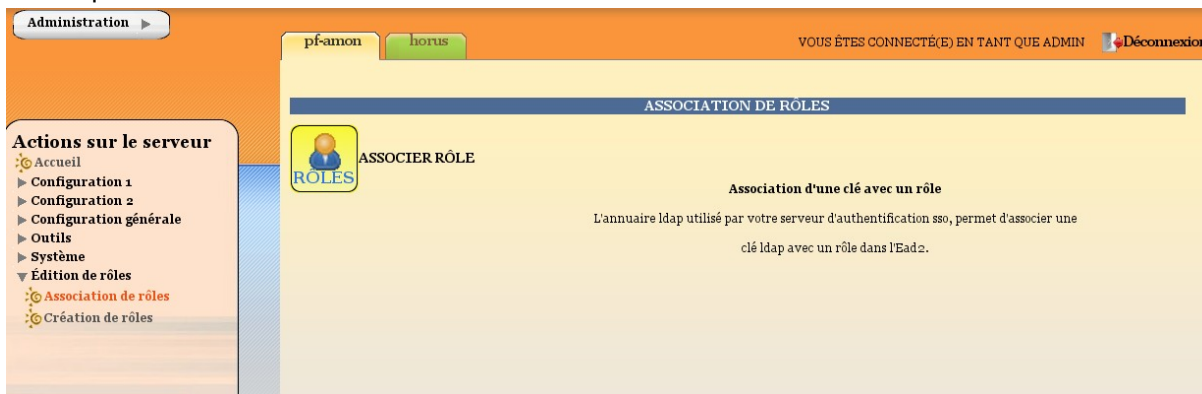 Administration
pf-amon
horus
VOUS ÊTES CONNECTÉ(E) EN TANT QUE ADMIN
Déconnexion
ASSOCIATION DE RÔLES
Actions sur le serveur
Accueil
Configuration 1
Configuration 2
Configuration générale
Outils
Système
Édition de rôles
Association de rôles
Création de rôles
RÔLES
ASSOCIER RÔLE
Association d'une clé avec un rôle
L'annuaire ldap utilisé par votre serveur d'authentification sso, permet d'associer une
clé ldap avec un rôle dans l'Ead2.